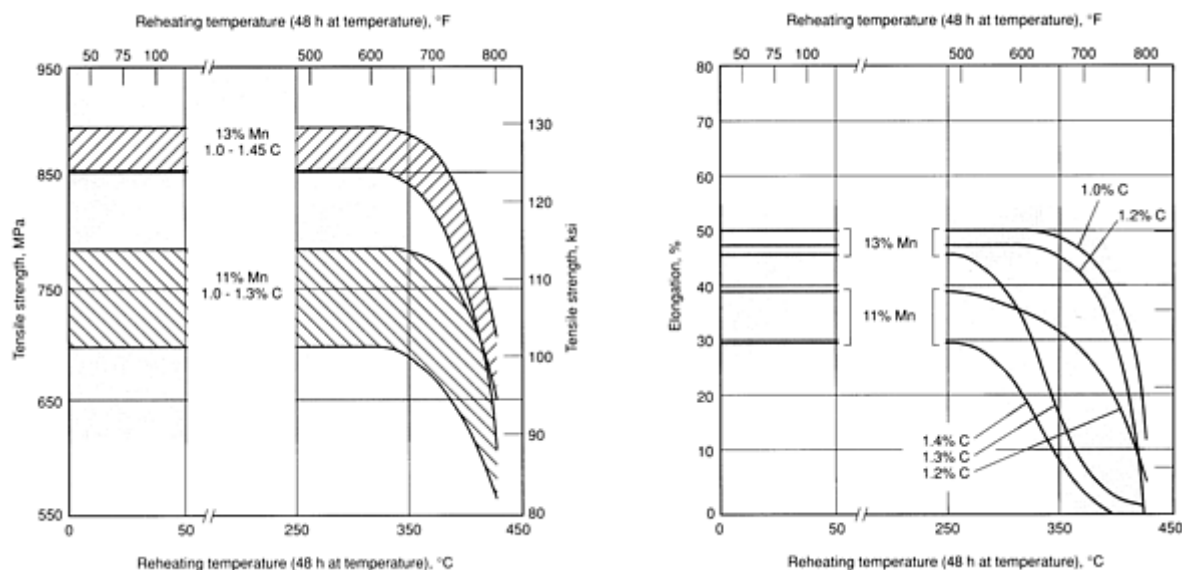 Reheating temperature (48 h at temperature), °F
50 75 100 500 600 700 800
950
850
750
650
550
Tensile strength, MPa
13% Mn
1.0 - 1.45 C
11% Mn
1.0 - 1.3% C
130
120
110
100
90
80
Tensile strength, ksi
0 50 250 350 450
Reheating temperature (48 h at temperature), °C
Reheating temperature (48 h at temperature), °F
50 75 100 500 600 700 800
80
70
60
50
40
30
20
10
0
Elongation, %
1.0% C
1.2% C
13% Mn
11% Mn
1.4% C
1.3% C
1.2% C
0 50 250 350 450
Reheating temperature (48 h at temperature), °C